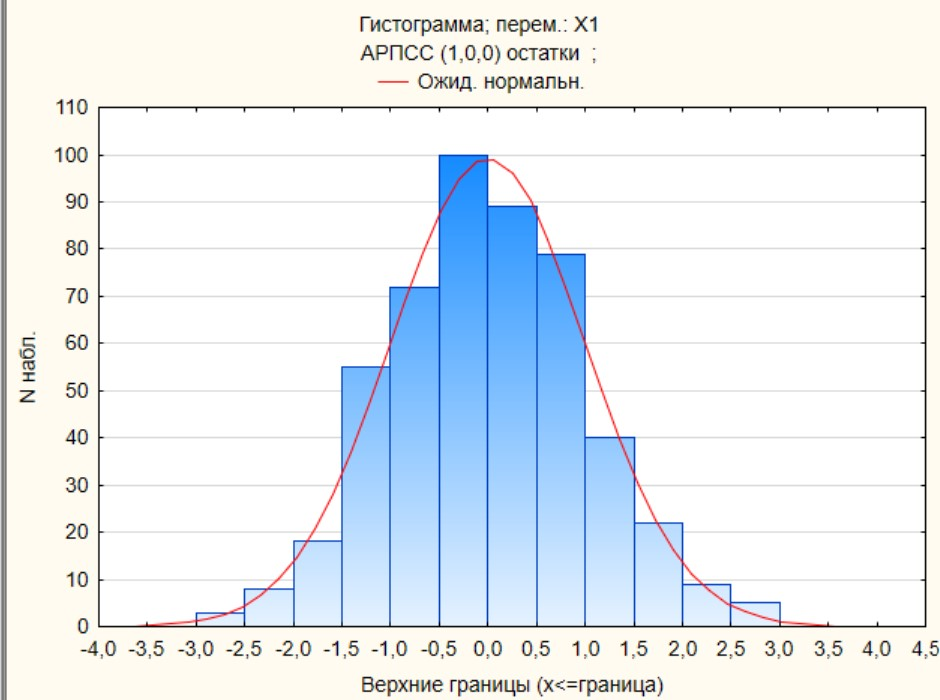 Гистограмма; перем.: X1
АРПСС (1,0,0) остатки  ;
Ожид. нормальн.
110
100
90
80
70
60
50
40
30
20
10
0
N набл.
-4,0 -3,5 -3,0 -2,5 -2,0 -1,5 -1,0 -0,5 0,0 0,5 1,0 1,5 2,0 2,5 3,0 3,5 4,0 4,5
Верхние границы (x<=граница)